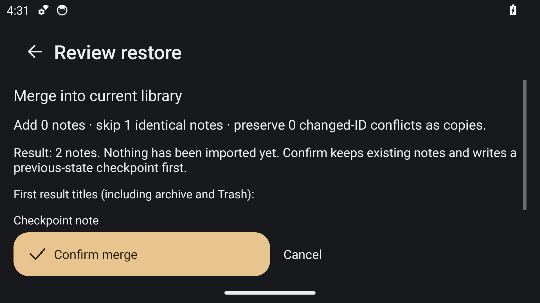 4:31
Review restore
Merge into current library
Add 0 notes · skip 1 identical notes · preserve 0 changed-ID conflicts as copies.
Result: 2 notes. Nothing has been imported yet. Confirm keeps existing notes and writes a
previous-state checkpoint first.
First result titles (including archive and Trash):
Checkpoint note
Confirm merge
Cancel